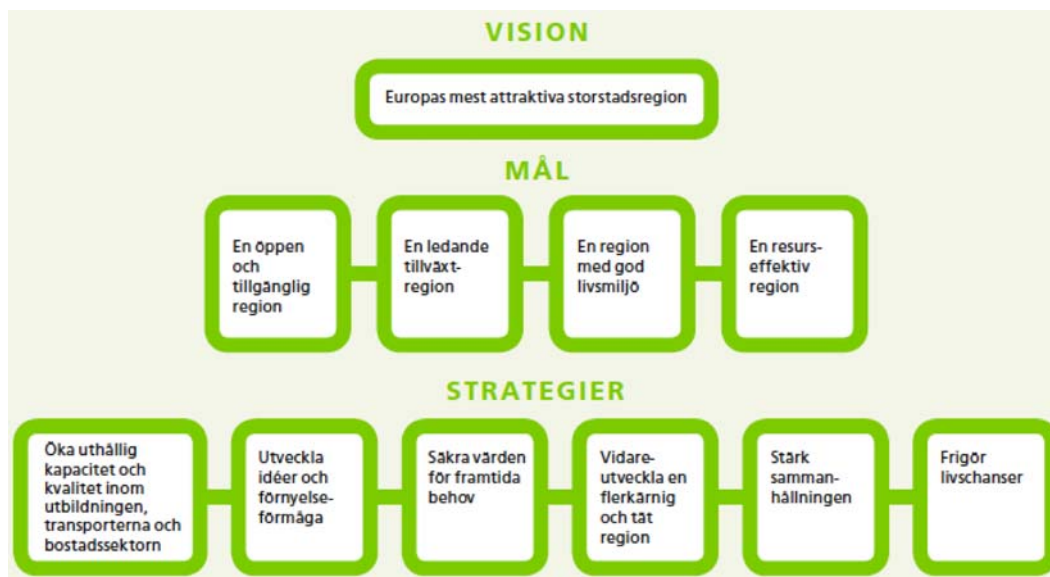 VISION
Europas mest attraktiva storstadsregion
MÅL
En öppen
och
tillgänglig
region
En ledande
tillväxt-
region
En region
med god
livsmiljö
En resurs-
effektiv
region
STRATEGIER
Öka uthållig
kapacitet och
kvalitet inom
utbildningen,
transporterna och
bostadssektorn
Utveckla
idéer och
förnyelse-
förmåga
Säkra värden
för framtida
behov
Vidare-
utveckla en
flerkärnig
och tät
region
Stärk
samman-
hållningen
Frigör
livschanser